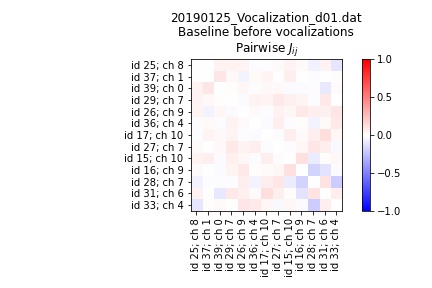 20190125_Vocalization_d01.dat
Baseline before vocalizations
Pairwise J_ij
id 25; ch 8
id 37; ch 1
id 39; ch 0
id 29; ch 7
id 26; ch 9
id 36; ch 4
id 17; ch 10
id 27; ch 7
id 15; ch 10
id 16; ch 9
id 28; ch 7
id 31; ch 6
id 33; ch 4
id 25; ch 8
id 37; ch 1
id 39; ch 0
id 29; ch 7
id 26; ch 9
id 36; ch 4
id 17; ch 10
id 27; ch 7
id 15; ch 10
id 16; ch 9
id 28; ch 7
id 31; ch 6
id 33; ch 4
1.0
0.5
0.0
−0.5
−1.0